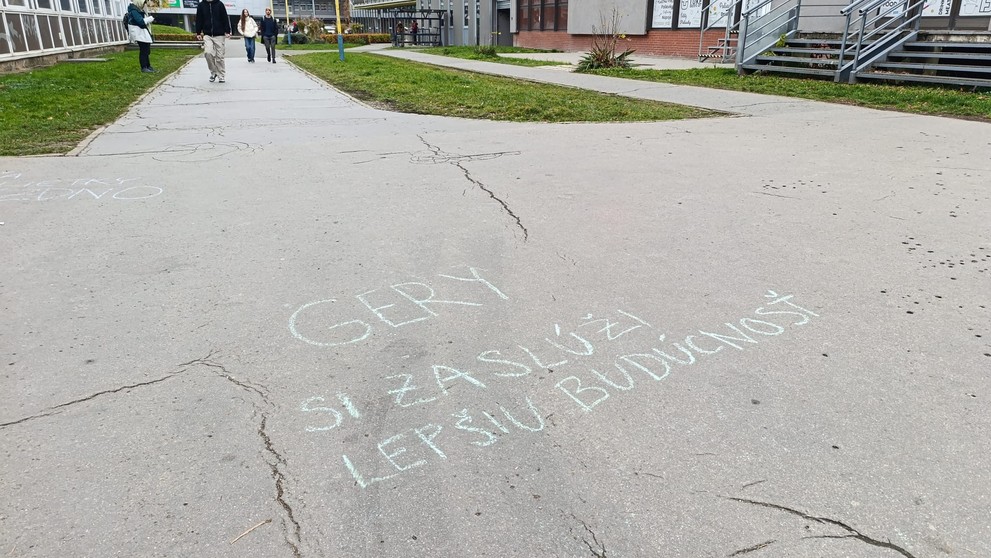 GERY
SI ZASLÚŽI
LEPŠIU BUDÚCNOSŤ